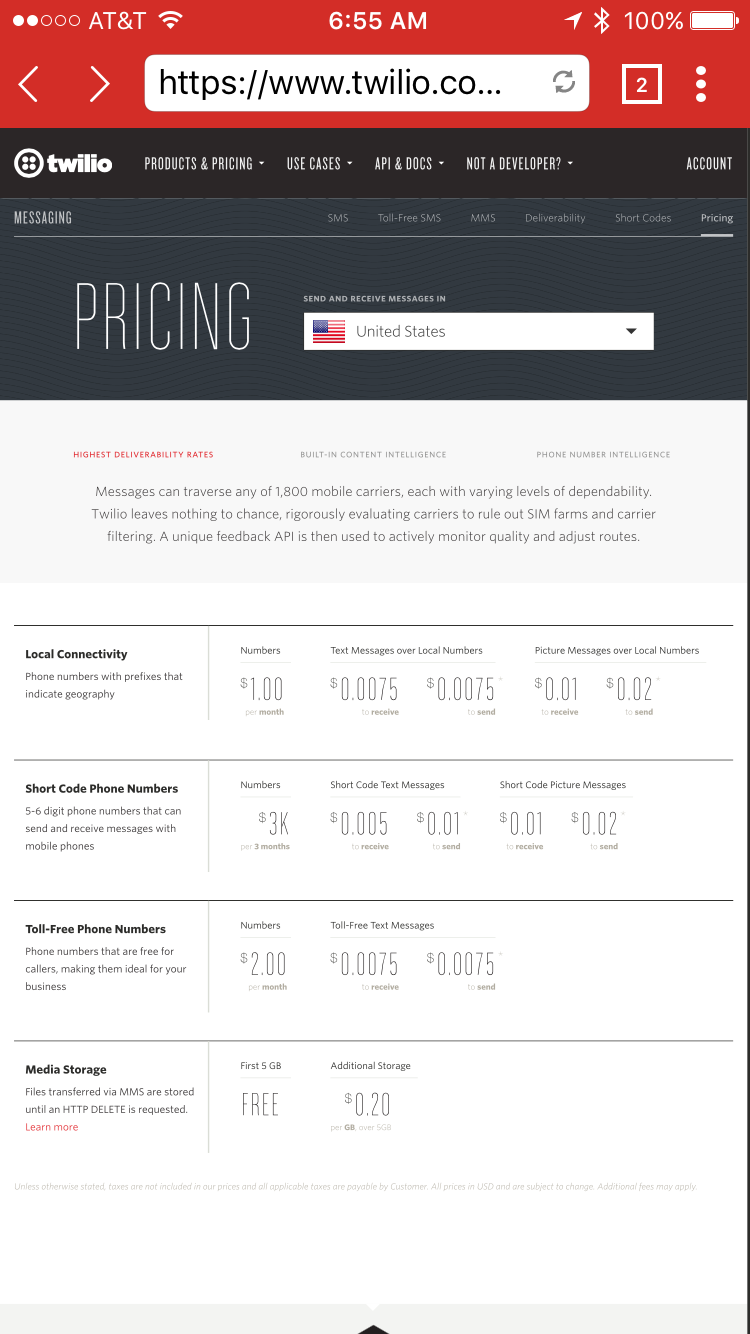 AT&T 6:55 AM 100%
https://www.twilio.co... 2
twilio PRODUCTS & PRICING USE CASES API & DOCS NOT A DEVELOPER? ACCOUNT
MESSAGING SMS Toll-Free SMS MMS Deliverability Short Codes Pricing
PRICING
SEND AND RECEIVE MESSAGES IN
United States
HIGHEST DELIVERABILITY RATES BUILT-IN CONTENT INTELLIGENCE PHONE NUMBER INTELLIGENCE
Messages can traverse any of 1,800 mobile carriers, each with varying levels of dependability.
Twilio leaves nothing to chance, rigorously evaluating carriers to rule out SIM farms and carrier
filtering. A unique feedback API is then used to actively monitor quality and adjust routes.
Local Connectivity
Phone numbers with prefixes that
indicate geography
Numbers Text Messages over Local Numbers Picture Messages over Local Numbers
$1.00 $0.0075 $0.0075* $0.01 $0.02*
per month to receive to send to receive to send
Short Code Phone Numbers
5-6 digit phone numbers that can
send and receive messages with
mobile phones
Numbers Short Code Text Messages Short Code Picture Messages
$3K $0.005 $0.01* $0.01 $0.02*
per 3 months to receive to send to receive to send
Toll-Free Phone Numbers
Phone numbers that are free for
callers, making them ideal for your
business
Numbers Toll-Free Text Messages
$2.00 $0.0075 $0.0075*
per month to receive to send
Media Storage
Files transferred via MMS are stored
until an HTTP DELETE is requested.
Learn more
First 5 GB Additional Storage
FREE $0.20
per GB, over 5GB
Unless otherwise stated, taxes are not included in our prices and all applicable taxes are payable by Customer. All prices in USD and are subject to change. Additional fees may apply.